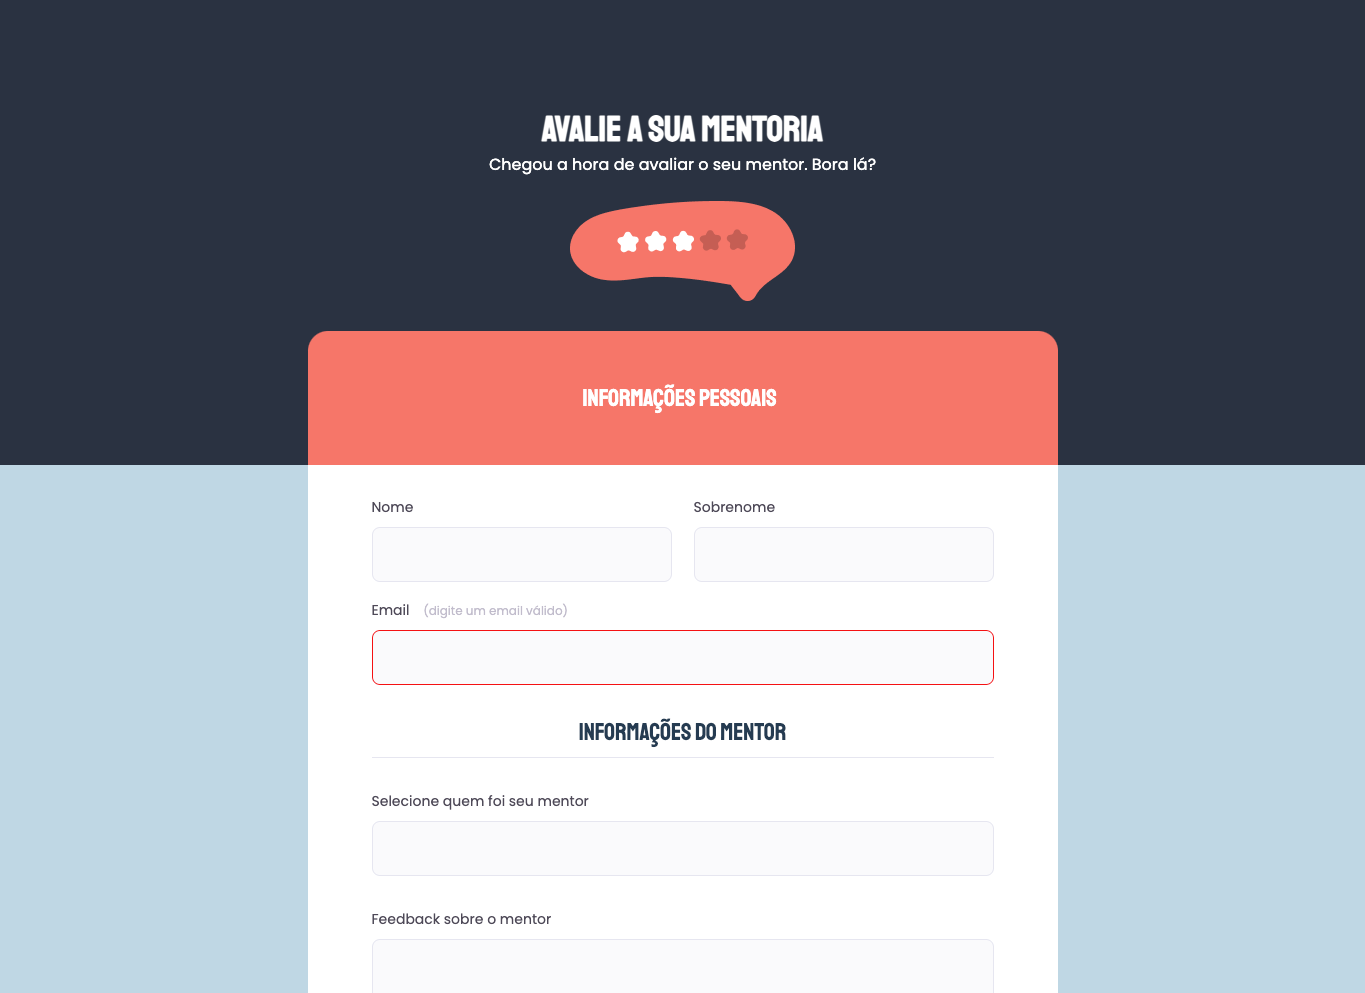 AVALIE A SUA MENTORIA
Chegou a hora de avaliar o seu mentor. Bora lá?
INFORMAÇÕES PESSOAIS
Nome
Sobrenome
Email (digite um email válido)
INFORMAÇÕES DO MENTOR
Selecione quem foi seu mentor
Feedback sobre o mentor